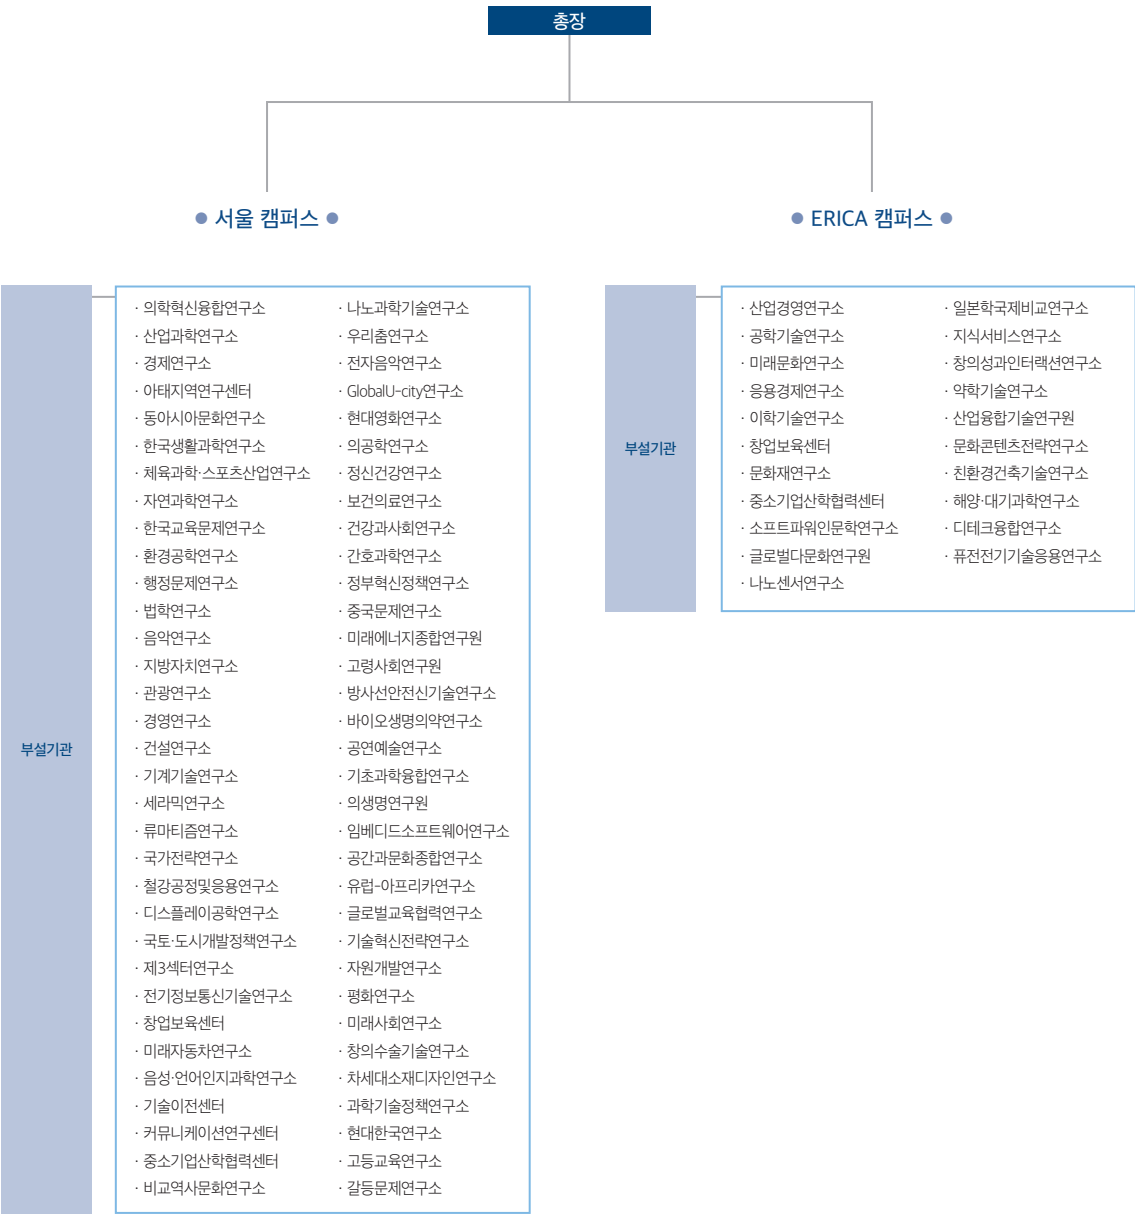 총장
● 서울 캠퍼스 ●
부설기관
· 의학혁신융합연구소
· 산업과학연구소
· 경제연구소
· 아태지역연구센터
· 동아시아문화연구소
· 한국생활과학연구소
· 체육과학·스포츠산업연구소
· 자연과학연구소
· 한국교육문제연구소
· 환경공학연구소
· 행정문제연구소
· 법학연구소
· 음악연구소
· 지방자치연구소
· 관광연구소
· 경영연구소
· 건설연구소
· 기계기술연구소
· 세라믹연구소
· 류마티즘연구소
· 국가전략연구소
· 철강공정및응용연구소
· 디스플레이공학연구소
· 국토·도시개발정책연구소
· 제3섹터연구소
· 전기정보통신기술연구소
· 창업보육센터
· 미래자동차연구소
· 음성·언어인지과학연구소
· 기술이전센터
· 커뮤니케이션연구센터
· 중소기업산학협력센터
· 비교역사문화연구소
· 나노과학기술연구소
· 우리춤연구소
· 전자음악연구소
· GlobalU-city연구소
· 현대영화연구소
· 의공학연구소
· 정신건강연구소
· 보건의료연구소
· 건강과사회연구소
· 간호과학연구소
· 정부혁신정책연구소
· 중국문제연구소
· 미래에너지종합연구원
· 고령사회연구원
· 방사선안전신기술연구소
· 바이오생명의약연구소
· 공연예술연구소
· 기초과학융합연구소
· 의생명연구원
· 임베디드소프트웨어연구소
· 공간과문화종합연구소
· 유럽-아프리카연구소
· 글로벌교육협력연구소
· 기술혁신전략연구소
· 자원개발연구소
· 평화연구소
· 미래사회연구소
· 창의수술기술연구소
· 차세대소재디자인연구소
· 과학기술정책연구소
· 현대한국연구소
· 고등교육연구소
· 갈등문제연구소
● ERICA 캠퍼스 ●
부설기관
· 산업경영연구소
· 공학기술연구소
· 미래문화연구소
· 응용경제연구소
· 이학기술연구소
· 창업보육센터
· 문화재연구소
· 중소기업산학협력센터
· 소프트파워인문학연구소
· 글로벌다문화연구원
· 나노센서연구소
· 일본학국제비교연구소
· 지식서비스연구소
· 창의성과인터랙션연구소
· 약학기술연구소
· 산업융합기술연구원
· 문화콘텐츠전략연구소
· 친환경건축기술연구소
· 해양·대기과학연구소
· 디테크융합연구소
· 퓨전전기기술응용연구소